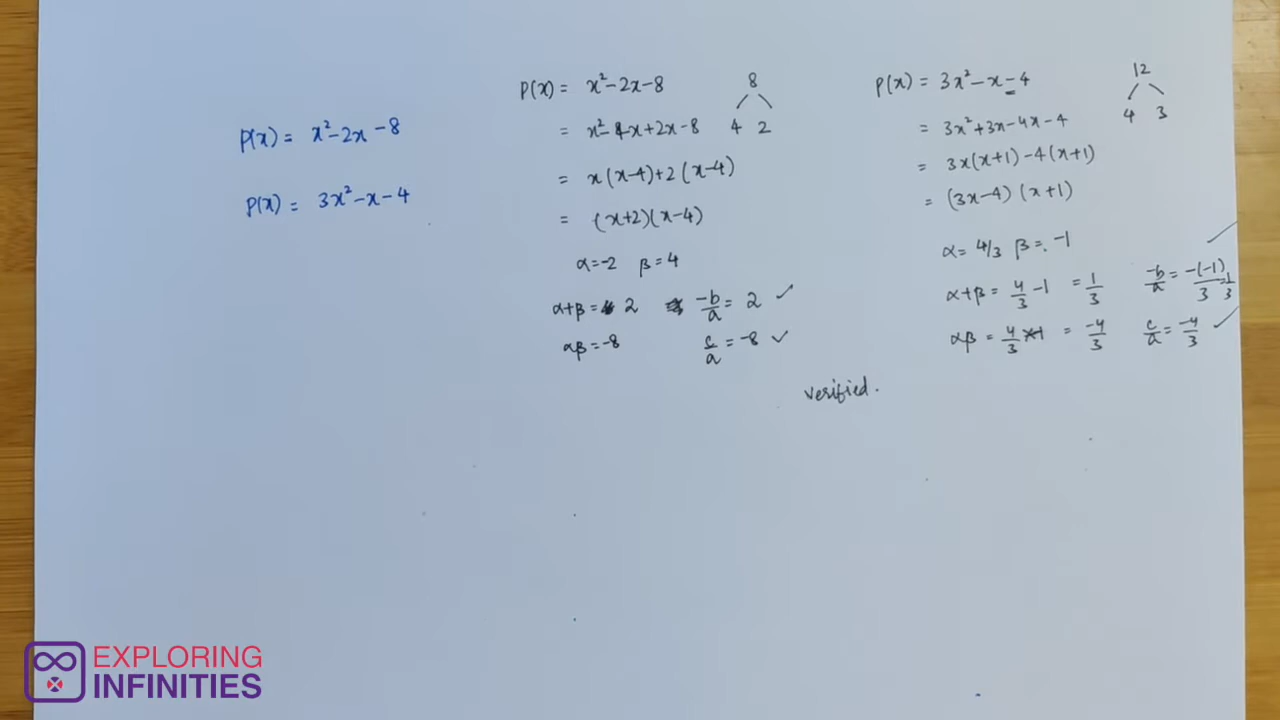 P(x) = x² - 2x - 8
P(x) = 3x² - x - 4
P(x) = x² - 2x - 8
8
= x² - 4x + 2x - 8
4 2
= x(x-4) + 2(x-4)
= (x+2)(x-4)
α = -2 β = 4
α+β = 2 -b/a = 2 ✓
αβ = -8 c/a = -8 ✓
P(x) = 3x² - x - 4
12
= 3x² + 3x - 4x - 4
4 3
= 3x(x+1) - 4(x+1)
= (3x-4)(x+1)
α = 4/3 β = -1
α+β = 4/3 - 1 = 1/3 -b/a = -(-1)/3 = 1/3 ✓
αβ = 4/3 × -1 = -4/3 c/a = -4/3 ✓
verified.
EXPLORING
INFINITIES